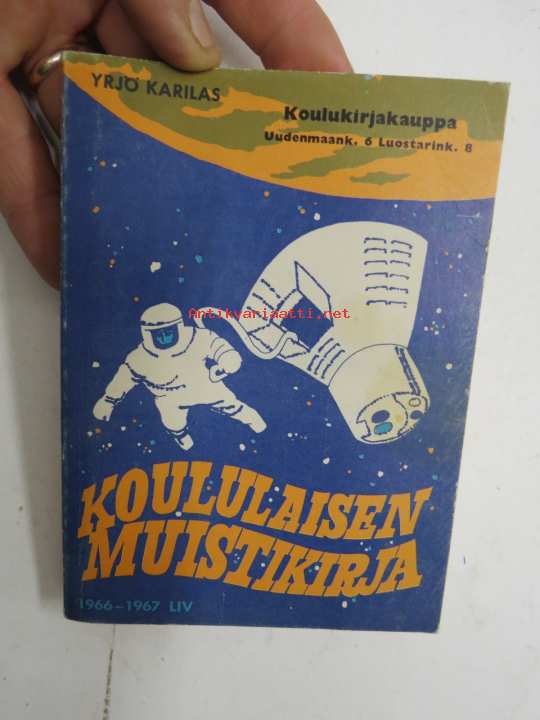 YRJÖ KARILAS
Koulukirjakauppa
Uudenmaank. 6 Luostarink. 8
Antikvariaatti.net
KOULULAISEN
MUISTIKIRJA
1966-1967 LIV